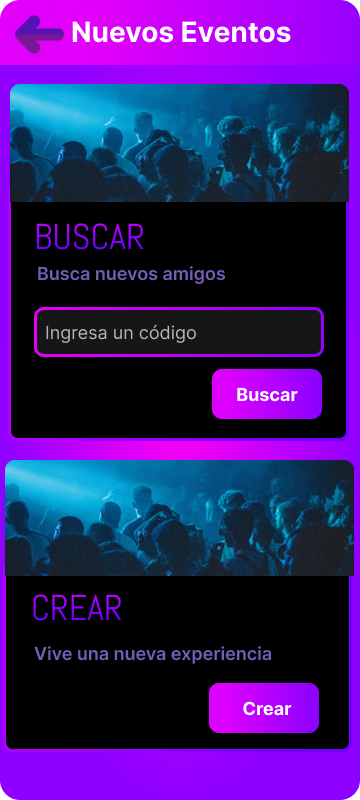 Nuevos Eventos
BUSCAR
Busca nuevos amigos
Ingresa un código
Buscar
CREAR
Vive una nueva experiencia
Crear